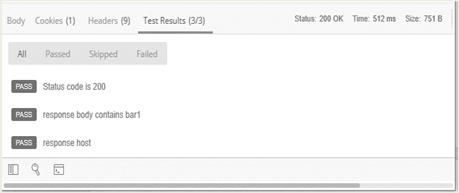 Body Cookies (1) Headers (9) Test Results (3/3) Status: 200 OK Time: 512 ms Size: 751 B
All Passed Skipped Failed
PASS Status code is 200
PASS response body contains bar1
PASS response host